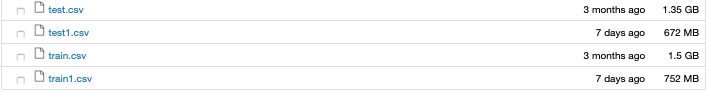 test.csv 3 months ago 1.35 GB
test1.csv 7 days ago 672 MB
train.csv 3 months ago 1.5 GB
train1.csv 7 days ago 752 MB